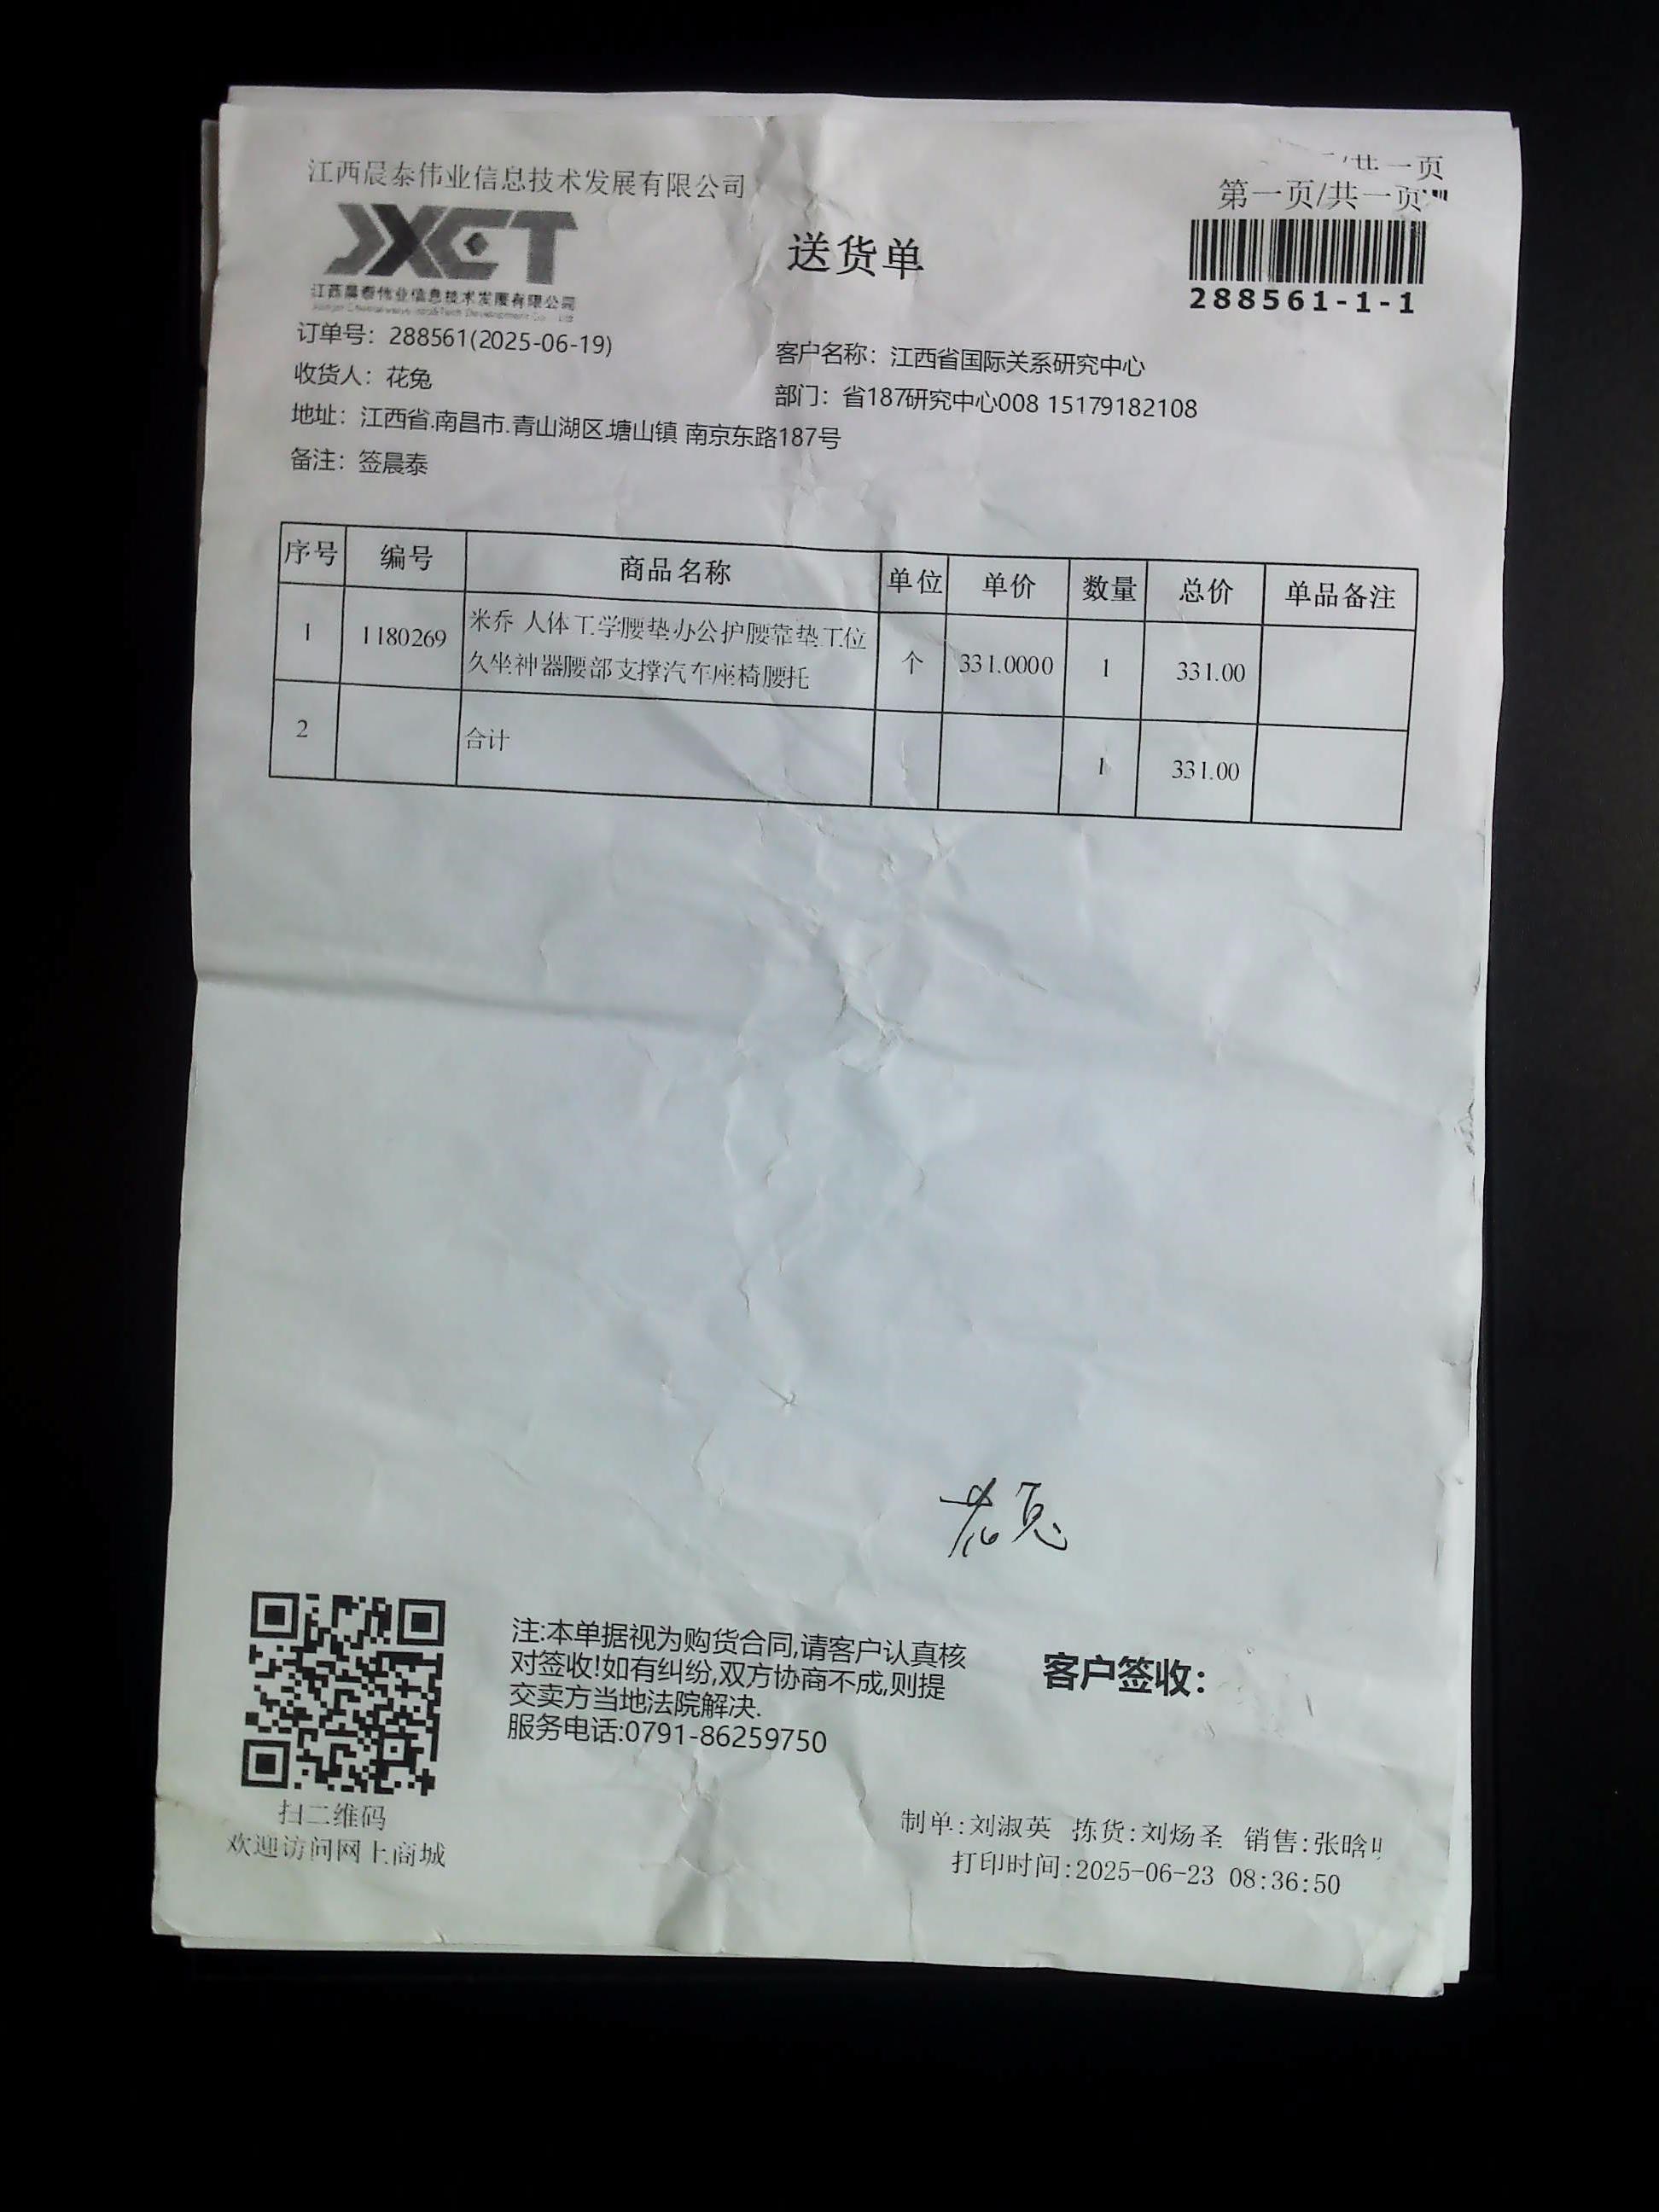 江西晨泰伟业信息技术发展有限公司
共一页
第一页/共一页
JXCT
江西晨泰伟业信息技术发展有限公司
送货单
288561-1-1
订单号：288561(2025-06-19)
客户名称：江西省国际关系研究中心
收货人：花兔
部门：省187研究中心008 15179182108
地址：江西省.南昌市.青山湖区.塘山镇 南京东路187号
备注：签晨泰
序号 编号 商品名称 单位 单价 数量 总价 单品备注
1 1180269 米乔 人体工学腰垫办公护腰靠垫工位
久坐神器腰部支撑汽车座椅腰托 个 331.0000 1 331.00
2 合计 1 331.00
花兔
注:本单据视为购货合同,请客户认真核
对签收!如有纠纷,双方协商不成,则提
交卖方当地法院解决.
服务电话:0791-86259750
客户签收：
扫二维码
欢迎访问网上商城
制单:刘淑英 拣货:刘炀圣 销售:张晗
打印时间:2025-06-23 08:36:50